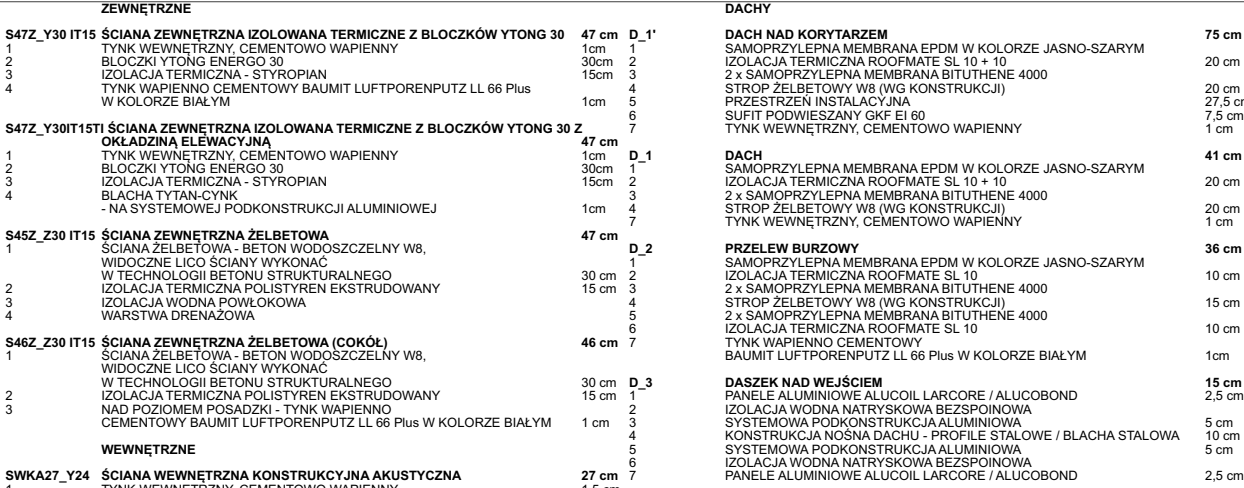 ZEWNĘTRZNE
S47Z_Y30 IT15 ŚCIANA ZEWNĘTRZNA IZOLOWANA TERMICZNE Z BLOCZKÓW YTONG 30 47 cm
1 TYNK WEWNĘTRZNY, CEMENTOWO WAPIENNY 1cm
2 BLOCZKI YTONG ENERGO 30 30cm
3 IZOLACJA TERMICZNA - STYROPIAN 15cm
4 TYNK WAPIENNO CEMENTOWY BAUMIT LUFTPORENPUTZ LL 66 Plus
W KOLORZE BIAŁYM 1cm
S47Z_Y30IT15TI ŚCIANA ZEWNĘTRZNA IZOLOWANA TERMICZNE Z BLOCZKÓW YTONG 30 Z
OKŁADZINĄ ELEWACYJNĄ 47 cm
1 TYNK WEWNĘTRZNY, CEMENTOWO WAPIENNY 1cm
2 BLOCZKI YTONG ENERGO 30 30cm
3 IZOLACJA TERMICZNA - STYROPIAN 15cm
4 BLACHA TYTAN-CYNK
- NA SYSTEMOWEJ PODKONSTRUKCJI ALUMINIOWEJ 1cm
S45Z_Z30 IT15 ŚCIANA ZEWNĘTRZNA ŻELBETOWA 47 cm
1 ŚCIANA ŻELBETOWA - BETON WODOSZCZELNY W8,
WIDOCZNE LICO ŚCIANY WYKONAĆ
W TECHNOLOGII BETONU STRUKTURALNEGO 30 cm
2 IZOLACJA TERMICZNA POLISTYREN EKSTRUDOWANY 15 cm
3 IZOLACJA WODNA POWŁOKOWA
4 WARSTWA DRENAŻOWA
S46Z_Z30 IT15 ŚCIANA ZEWNĘTRZNA ŻELBETOWA (COKÓŁ) 46 cm
1 ŚCIANA ŻELBETOWA - BETON WODOSZCZELNY W8,
WIDOCZNE LICO ŚCIANY WYKONAĆ
W TECHNOLOGII BETONU STRUKTURALNEGO 30 cm
2 IZOLACJA TERMICZNA POLISTYREN EKSTRUDOWANY 15 cm
3 NAD POZIOMEM POSADZKI - TYNK WAPIENNO
CEMENTOWY BAUMIT LUFTPORENPUTZ LL 66 Plus W KOLORZE BIAŁYM 1 cm
WEWNĘTRZNE
SWKA27_Y24 ŚCIANA WEWNĘTRZNA KONSTRUKCYJNA AKUSTYCZNA 27 cm
1 TYNK WEWNĘTRZNY, CEMENTOWO WAPIENNY 1,5 cm
DACHY
D_1' DACH NAD KORYTARZEM 75 cm
1 SAMOPRZYLEPNA MEMBRANA EPDM W KOLORZE JASNO-SZARYM
2 IZOLACJA TERMICZNA ROOFMATE SL 10 + 10 20 cm
3 2 x SAMOPRZYLEPNA MEMBRANA BITUTHENE 4000
4 STROP ŻELBETOWY W8 (WG KONSTRUKCJI) 20 cm
5 PRZESTRZEŃ INSTALACYJNA 27,5 cm
6 SUFIT PODWIESZANY GKF EI 60 7,5 cm
7 TYNK WEWNĘTRZNY, CEMENTOWO WAPIENNY 1 cm
D_1 DACH 41 cm
1 SAMOPRZYLEPNA MEMBRANA EPDM W KOLORZE JASNO-SZARYM
2 IZOLACJA TERMICZNA ROOFMATE SL 10 + 10 20 cm
3 2 x SAMOPRZYLEPNA MEMBRANA BITUTHENE 4000
4 STROP ŻELBETOWY W8 (WG KONSTRUKCJI) 20 cm
7 TYNK WEWNĘTRZNY, CEMENTOWO WAPIENNY 1 cm
D_2 PRZELEW BURZOWY 36 cm
1 SAMOPRZYLEPNA MEMBRANA EPDM W KOLORZE JASNO-SZARYM
2 IZOLACJA TERMICZNA ROOFMATE SL 10 10 cm
3 2 x SAMOPRZYLEPNA MEMBRANA BITUTHENE 4000
4 STROP ŻELBETOWY W8 (WG KONSTRUKCJI) 15 cm
5 2 x SAMOPRZYLEPNA MEMBRANA BITUTHENE 4000
6 IZOLACJA TERMICZNA ROOFMATE SL 10 10 cm
7 TYNK WAPIENNO CEMENTOWY
BAUMIT LUFTPORENPUTZ LL 66 Plus W KOLORZE BIAŁYM 1cm
D_3 DASZEK NAD WEJŚCIEM 15 cm
1 PANELE ALUMINIOWE ALUCOIL LARCORE / ALUCOBOND 2,5 cm
2 IZOLACJA WODNA NATRYSKOWA BEZSPOINOWA
3 SYSTEMOWA PODKONSTRUKCJA ALUMINIOWA 5 cm
4 KONSTRUKCJA NOŚNA DACHU - PROFILE STALOWE / BLACHA STALOWA 10 cm
5 SYSTEMOWA PODKONSTRUKCJA ALUMINIOWA 5 cm
6 IZOLACJA WODNA NATRYSKOWA BEZSPOINOWA
7 PANELE ALUMINIOWE ALUCOIL LARCORE / ALUCOBOND 2,5 cm